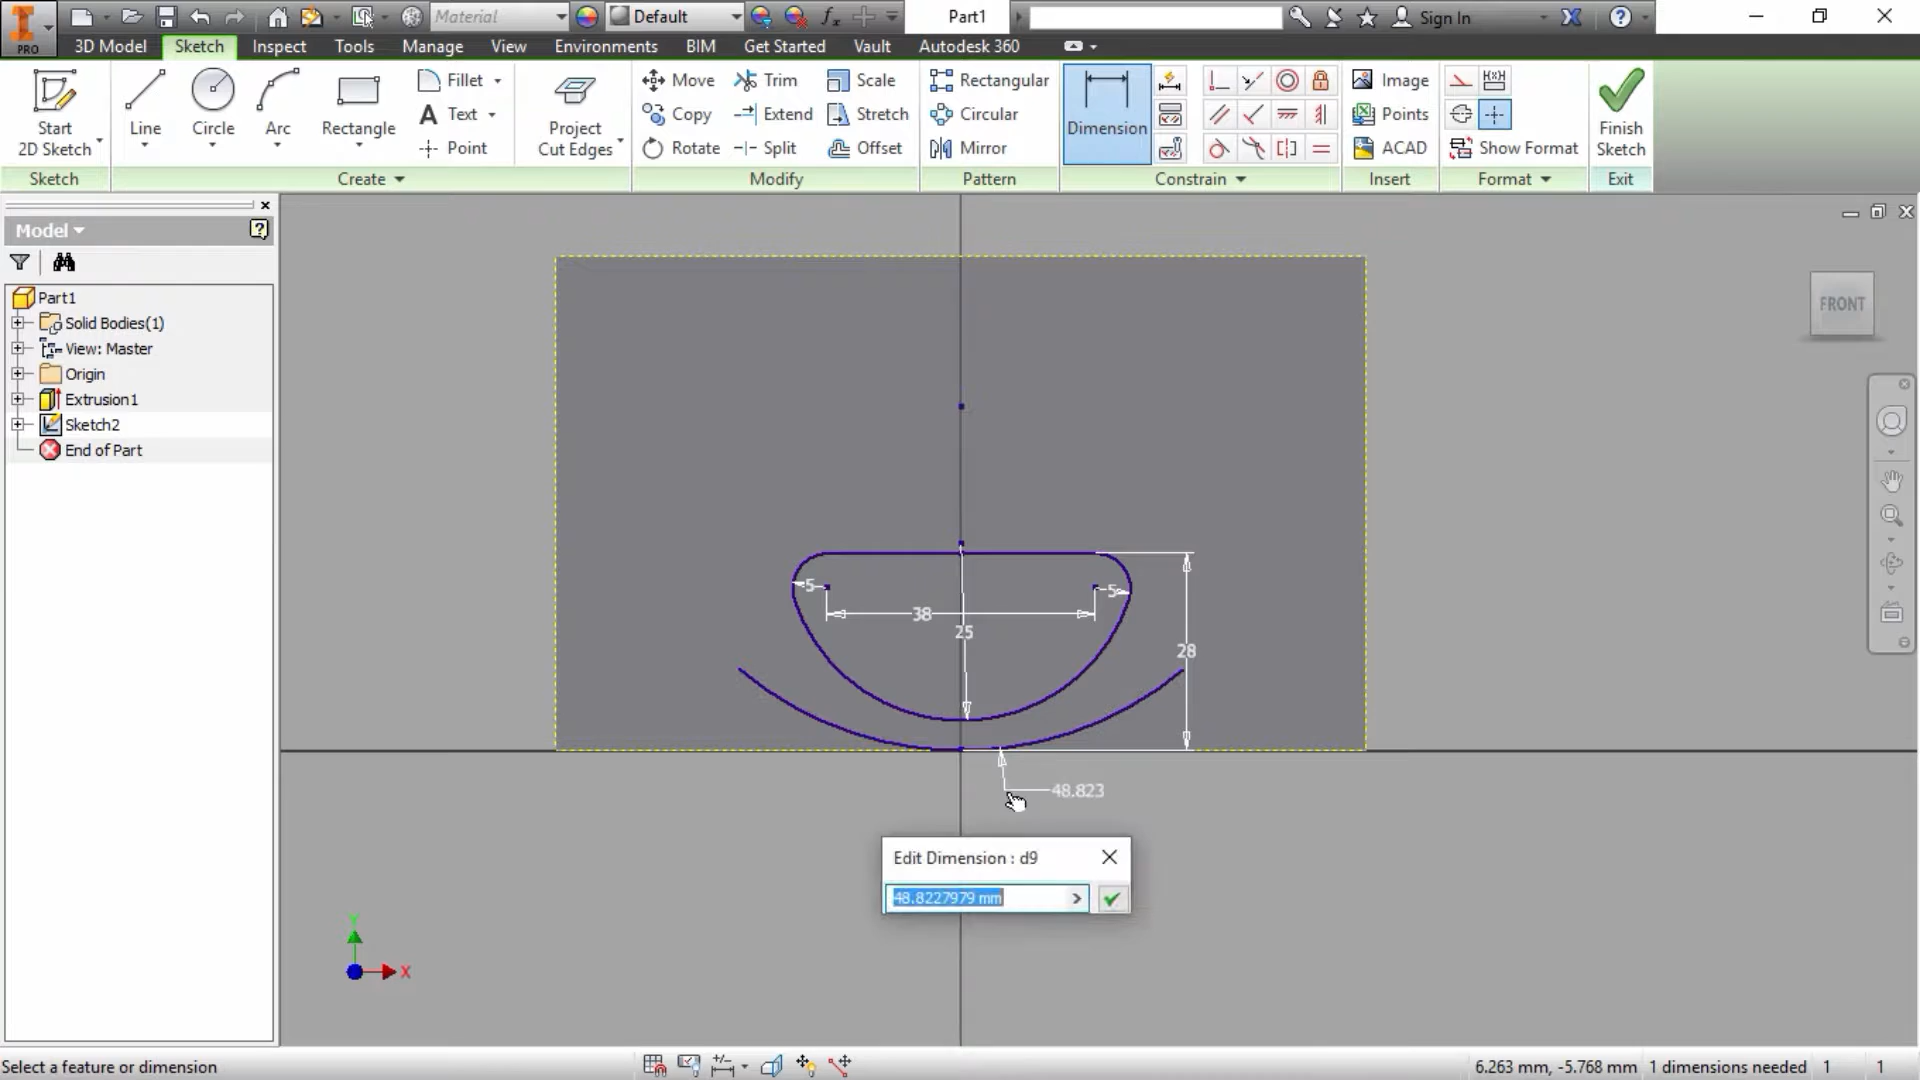 Material
Default
Part1
Sign In
PRO
3D Model
Sketch
Inspect
Tools
Manage
View
Environments
BIM
Get Started
Vault
Autodesk 360
Start
2D Sketch
Line
Circle
Arc
Rectangle
Fillet
Text
Point
Project
Cut Edges
Move
Copy
Rotate
Trim
Extend
Split
Scale
Stretch
Offset
Rectangular
Circular
Mirror
Dimension
Image
Points
ACAD
Show Format
Finish
Sketch
Sketch
Create
Modify
Pattern
Constrain
Insert
Format
Exit
Model
Part1
Solid Bodies(1)
View: Master
Origin
Extrusion1
Sketch2
End of Part
FRONT
5
5
38
25
28
48.823
Edit Dimension : d9
48.8227979 mm
Y
X
Select a feature or dimension
6.263 mm, -5.768 mm
1 dimensions needed
1
1